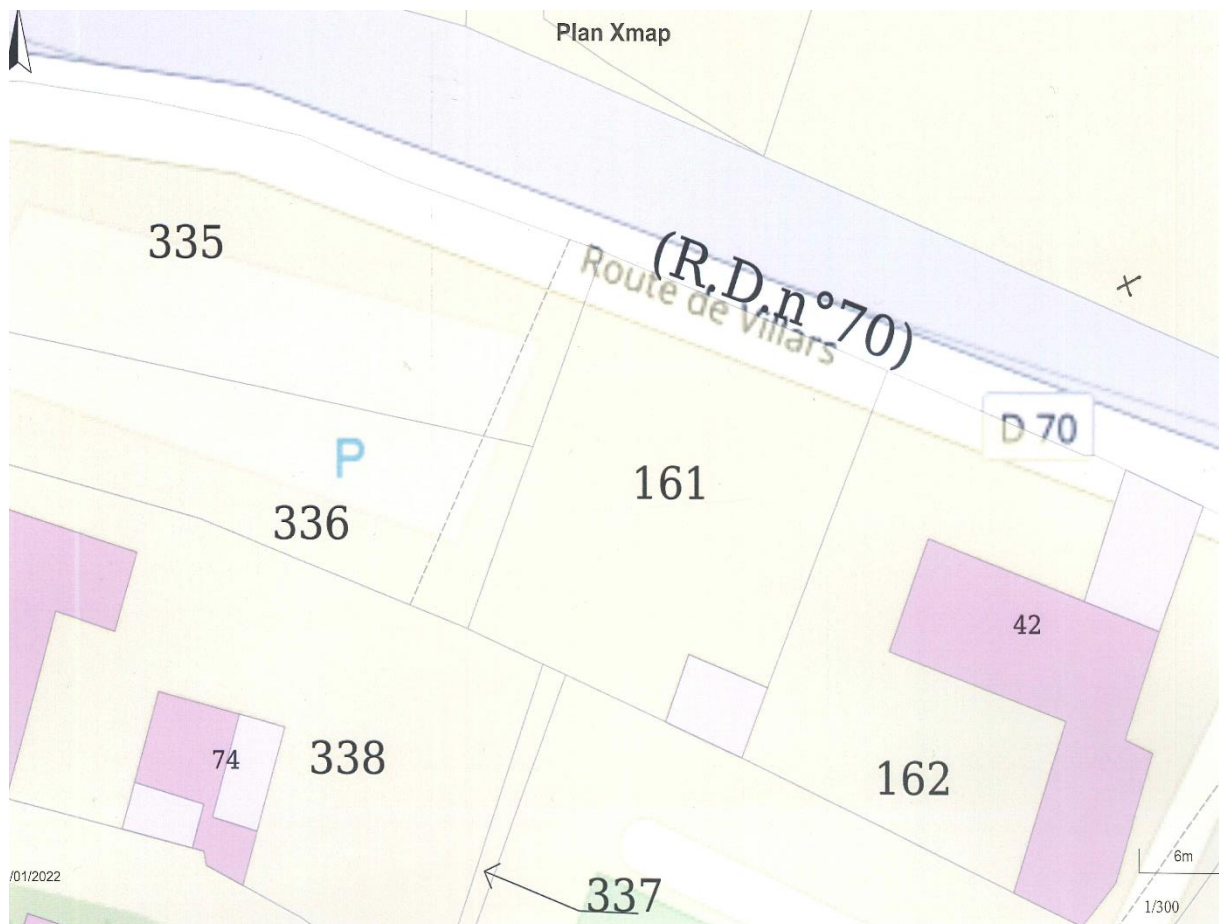 Plan Xmap
335
(R.D.n°70)
Route de Villars
D 70
P
161
336
42
74
338
162
6m
337
/01/2022
1/300